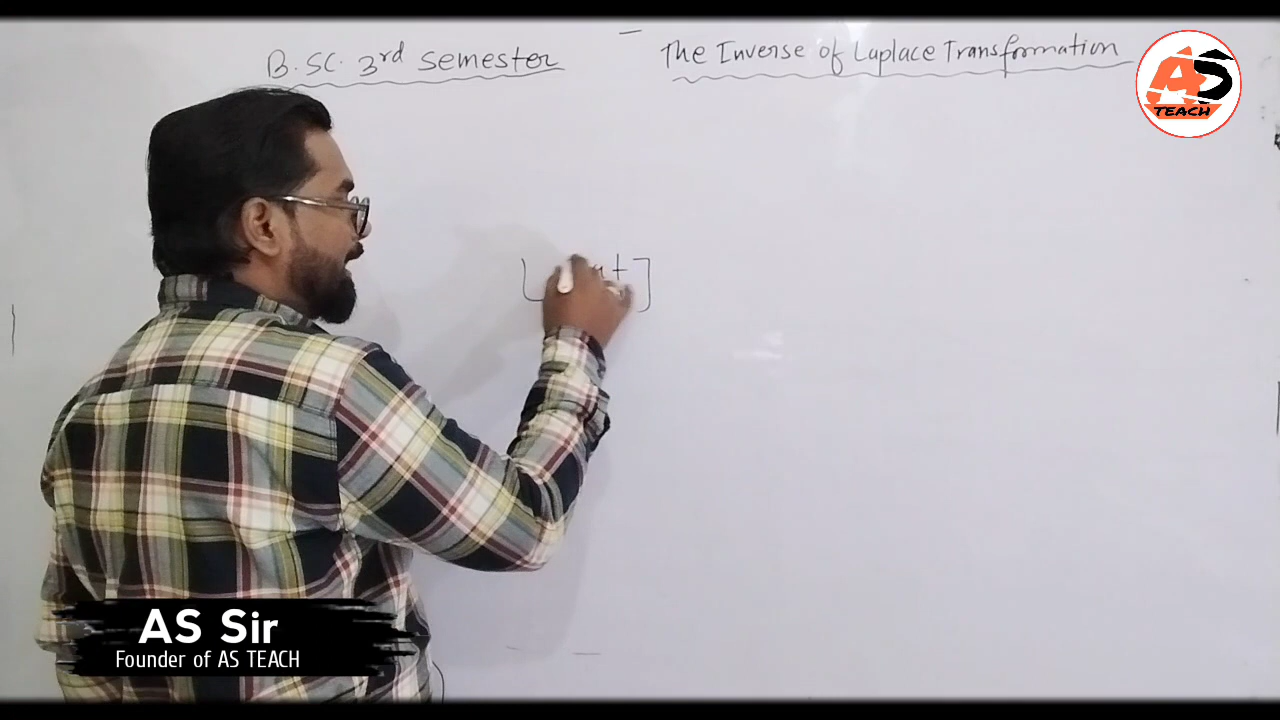 B.SC. 3rd semester
The Inverse of Laplace Transformation
AS
TEACH
AS Sir
Founder of AS TEACH